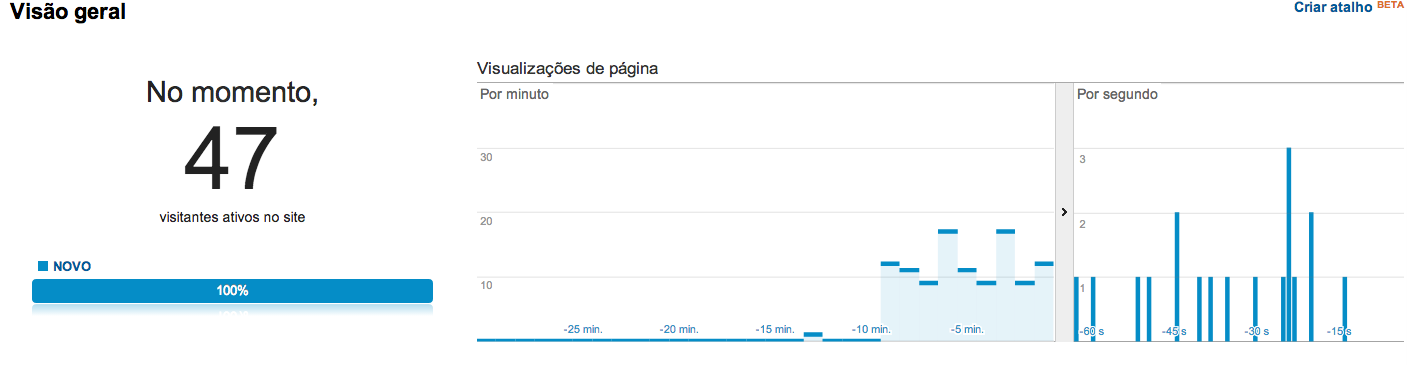 Visão geral
Criar atalho BETA
No momento,
47
visitantes ativos no site
NOVO
100%
Visualizações de página
Por minuto
30
20
10
-25 min.
-20 min.
-15 min.
-10 min.
-5 min.
Por segundo
3
2
1
-60 s
-45 s
-30 s
-15 s